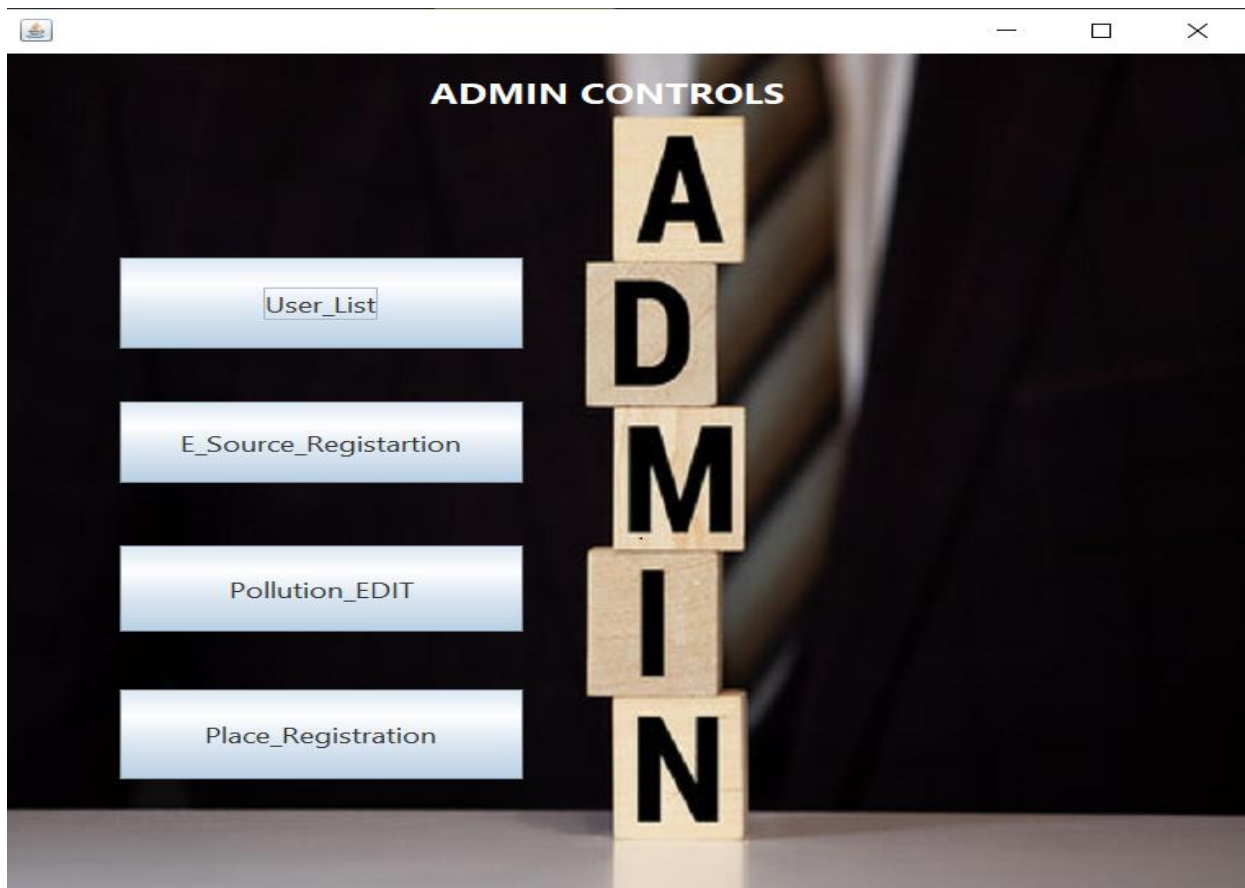 ADMIN CONTROLS
User_List
E_Source_Registartion
Pollution_EDIT
Place_Registration
A
D
M
I
N